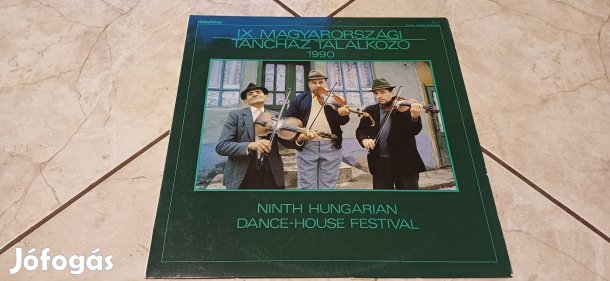 IX. MAGYARORSZÁGI
TÁNCHÁZ TALÁLKOZÓ
1990
NINTH HUNGARIAN
DANCE-HOUSE FESTIVAL
Jófogás